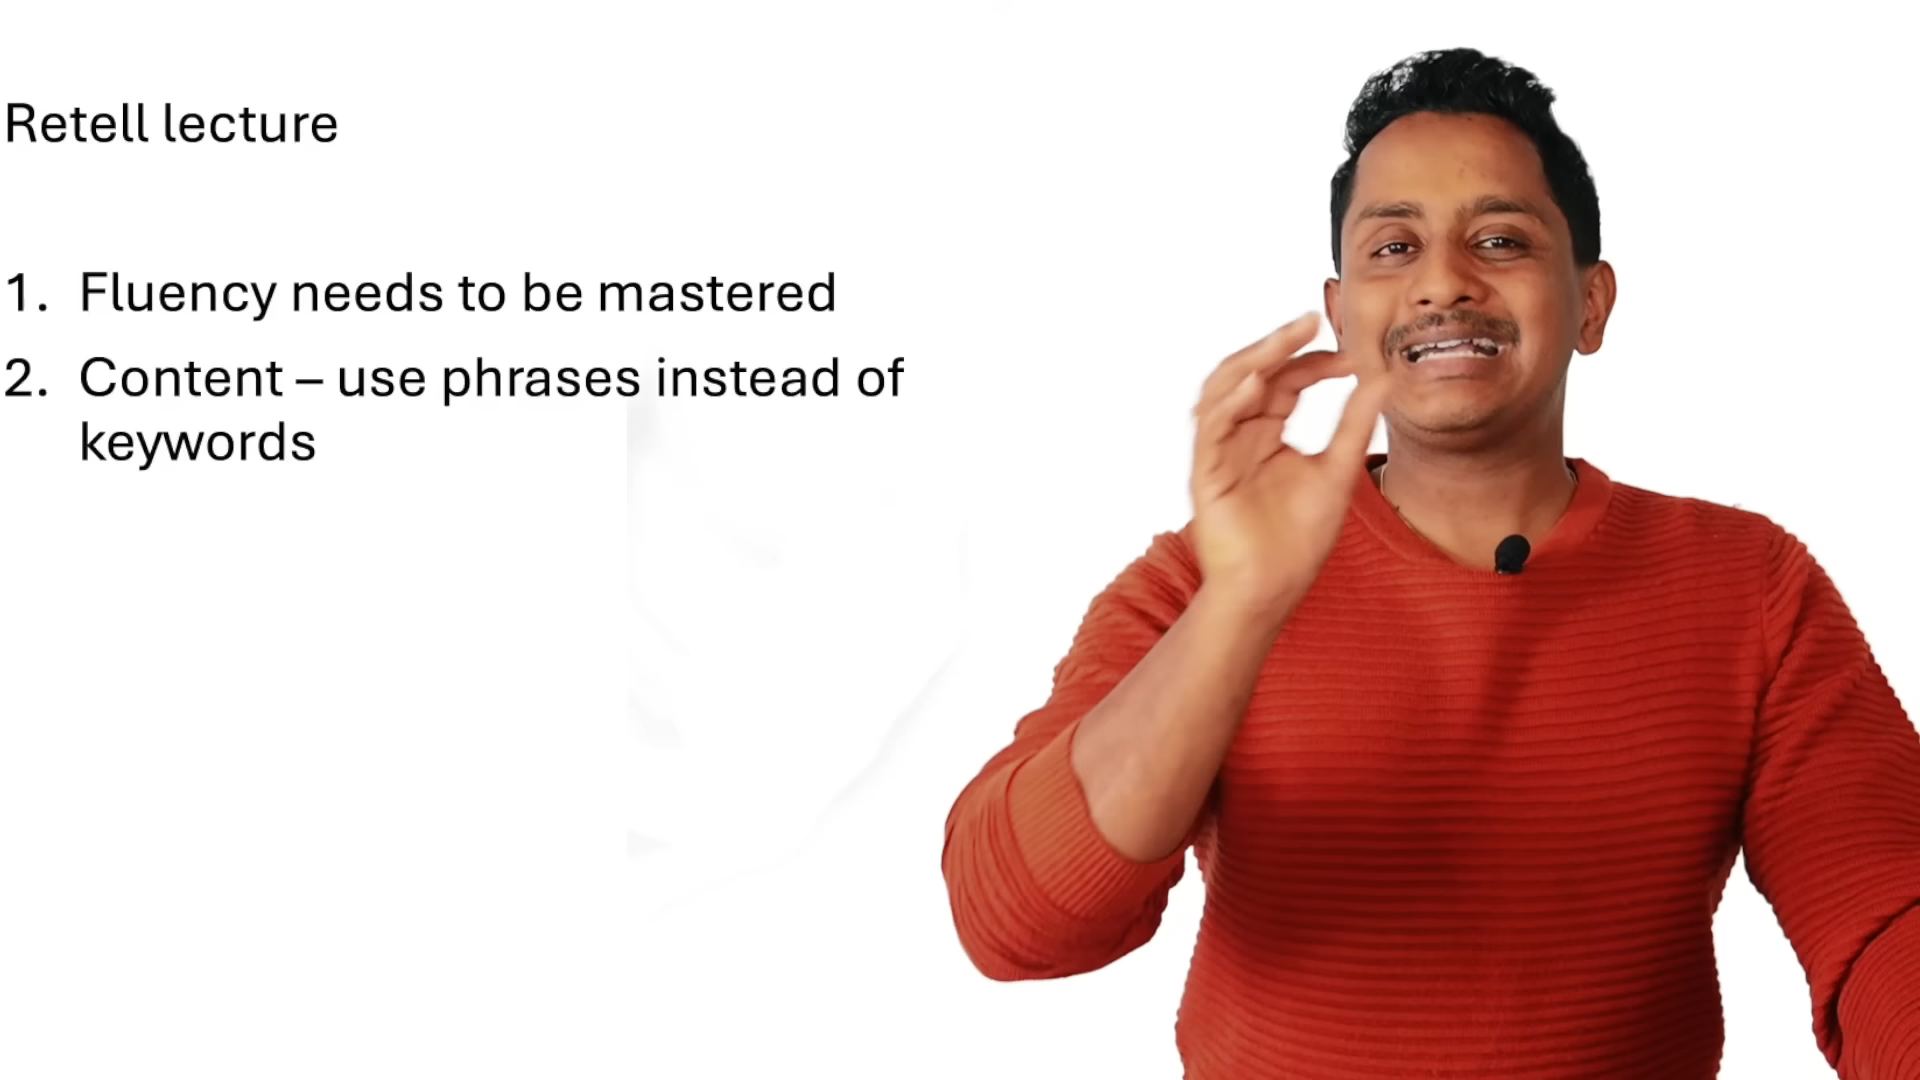 Retell lecture
1. Fluency needs to be mastered
2. Content – use phrases instead of
keywords